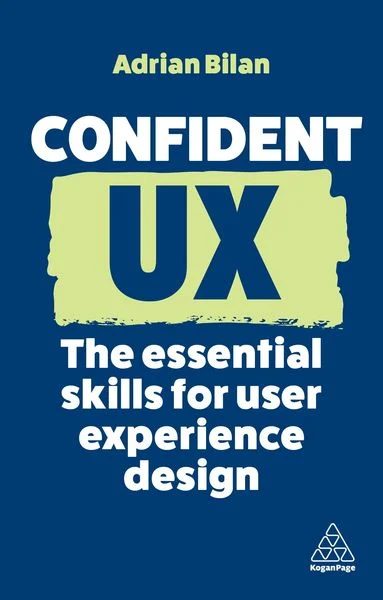 Adrian Bilan
CONFIDENT
UX
The essential
skills for user
experience
design
KoganPage